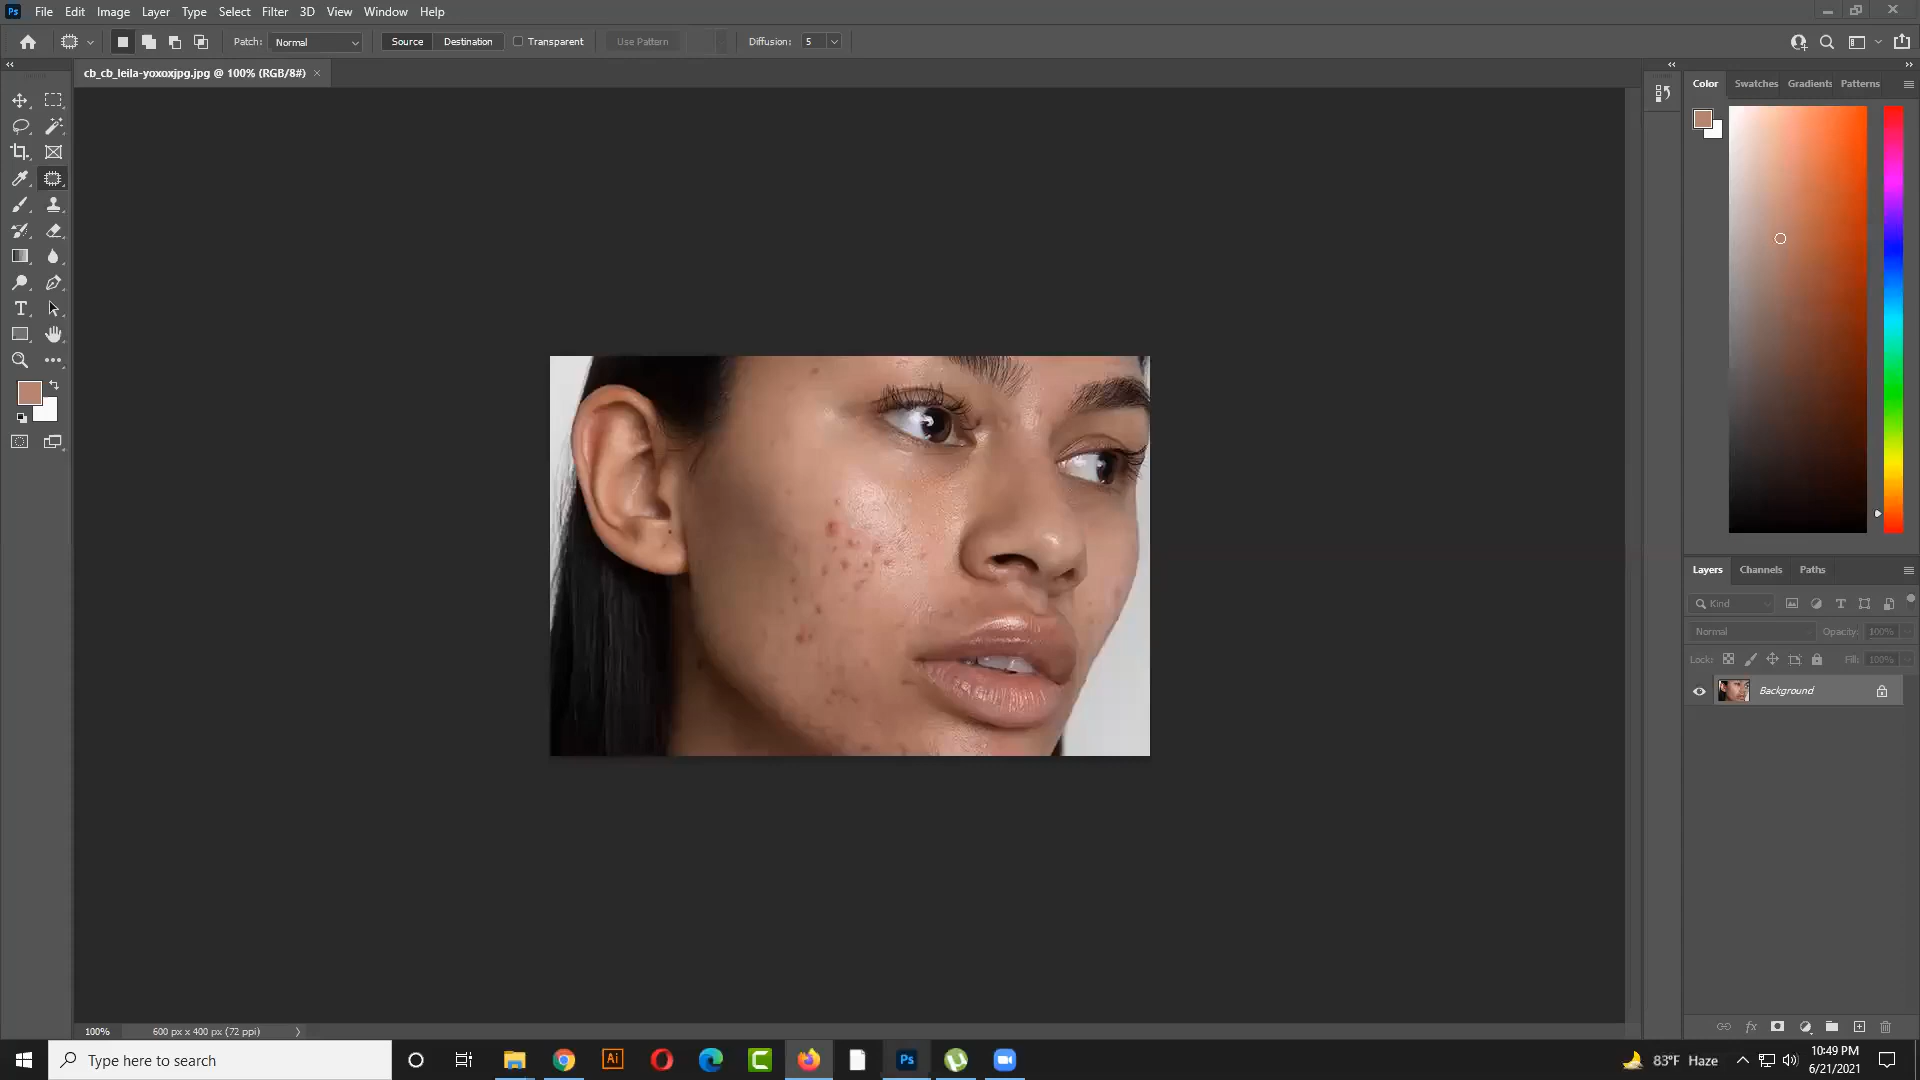 Ps File Edit Image Layer Type Select Filter 3D View Window Help
Patch: Normal Source Destination Transparent Use Pattern Diffusion: 5
cb_cb_leila-yoxoxjpg.jpg @ 100% (RGB/8#) ×
Color Swatches Gradients Patterns
T
Layers Channels Paths
Kind T
Normal Opacity: 100%
Lock: Fill: 100%
Background
fx
100% 600 px x 400 px (72 ppi)
Type here to search
Ai
Ps
83°F Haze
10:49 PM
6/21/2021